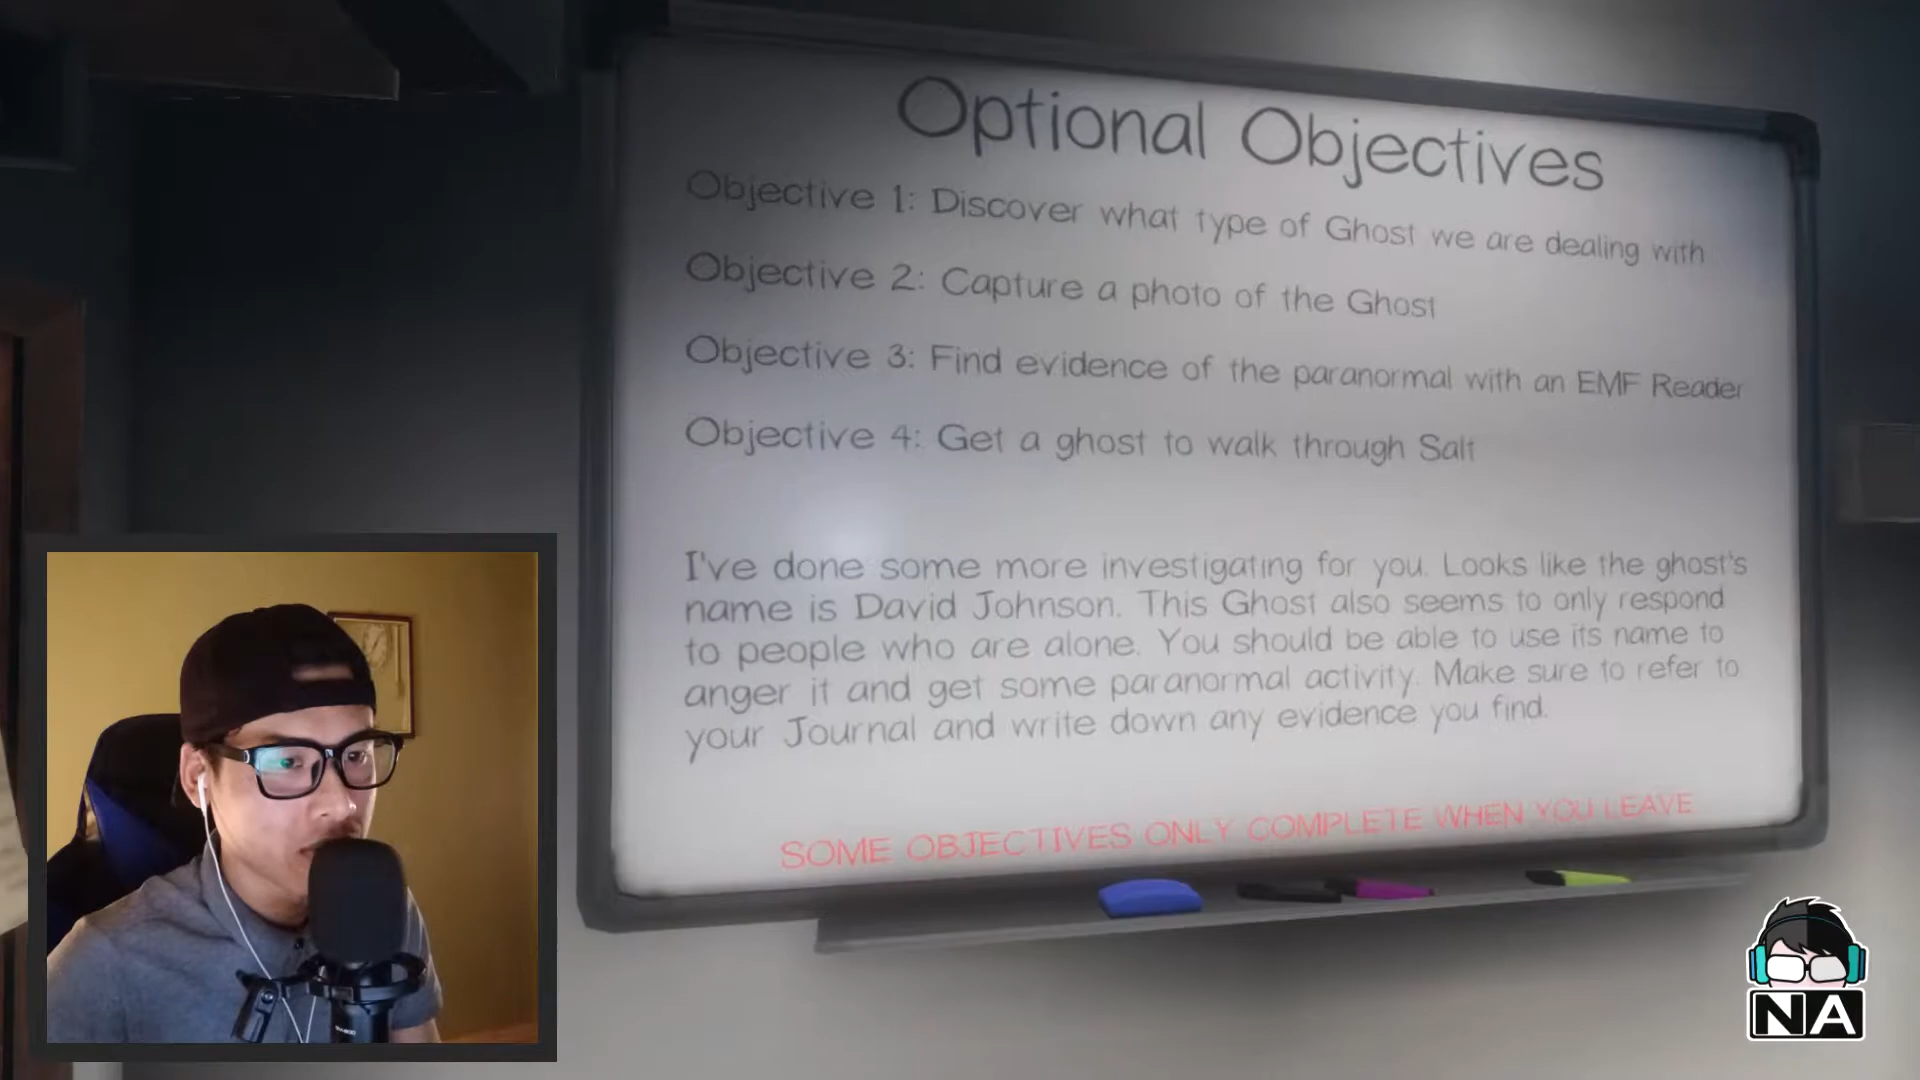 Optional Objectives
Objective 1: Discover what type of Ghost we are dealing with
Objective 2: Capture a photo of the Ghost
Objective 3: Find evidence of the paranormal with an EMF Reader
Objective 4: Get a ghost to walk through Salt
I've done some more investigating for you. Looks like the ghost's
name is David Johnson. This Ghost also seems to only respond
to people who are alone. You should be able to use its name to
anger it and get some paranormal activity. Make sure to refer to
your Journal and write down any evidence you find.
SOME OBJECTIVES ONLY COMPLETE WHEN YOU LEAVE
NA